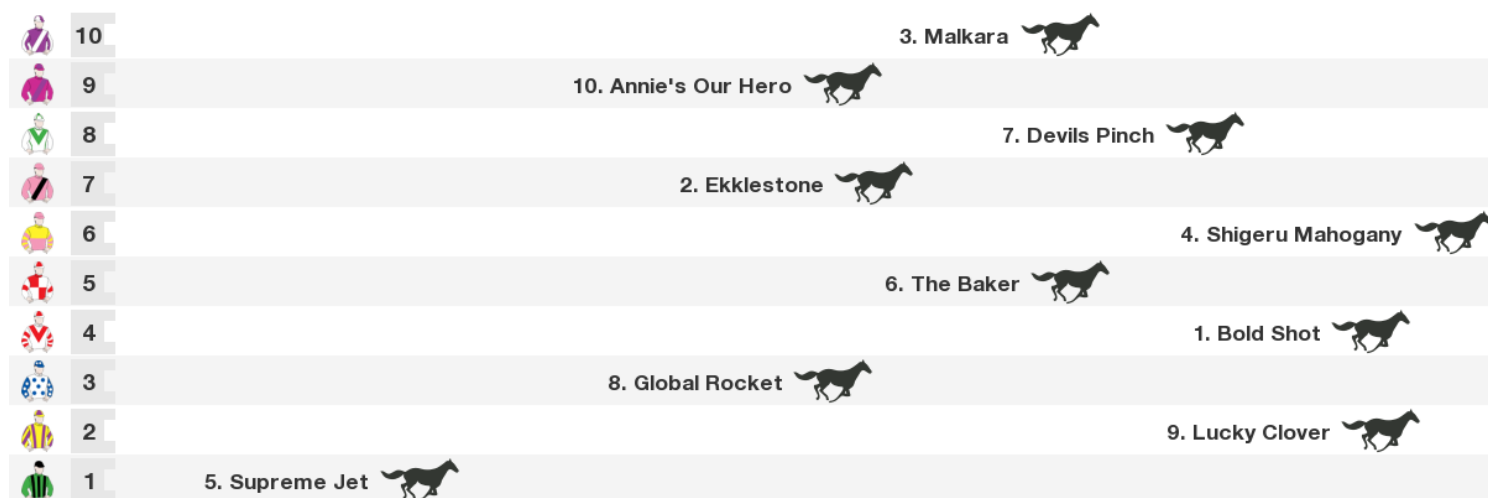 10 3. Malkara
9 10. Annie's Our Hero
8 7. Devils Pinch
7 2. Ekklestone
6 4. Shigeru Mahogany
5 6. The Baker
4 1. Bold Shot
3 8. Global Rocket
2 9. Lucky Clover
1 5. Supreme Jet